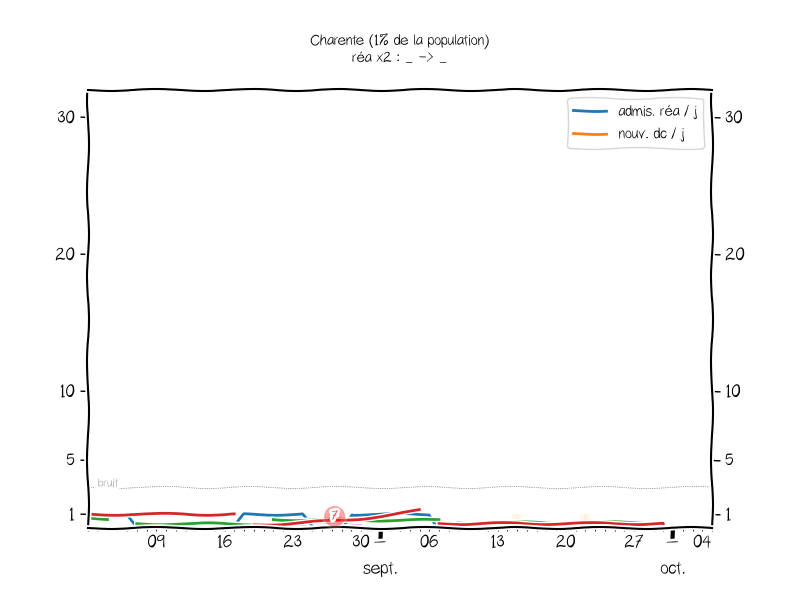 Charente (1% de la population)
réa x2 : _ -> _
admis. réa / j
nouv. dc / j
30
30
20
20
10
10
5
5
bruit
1
1
7
09
16
23
30
06
13
20
27
04
sept.
oct.